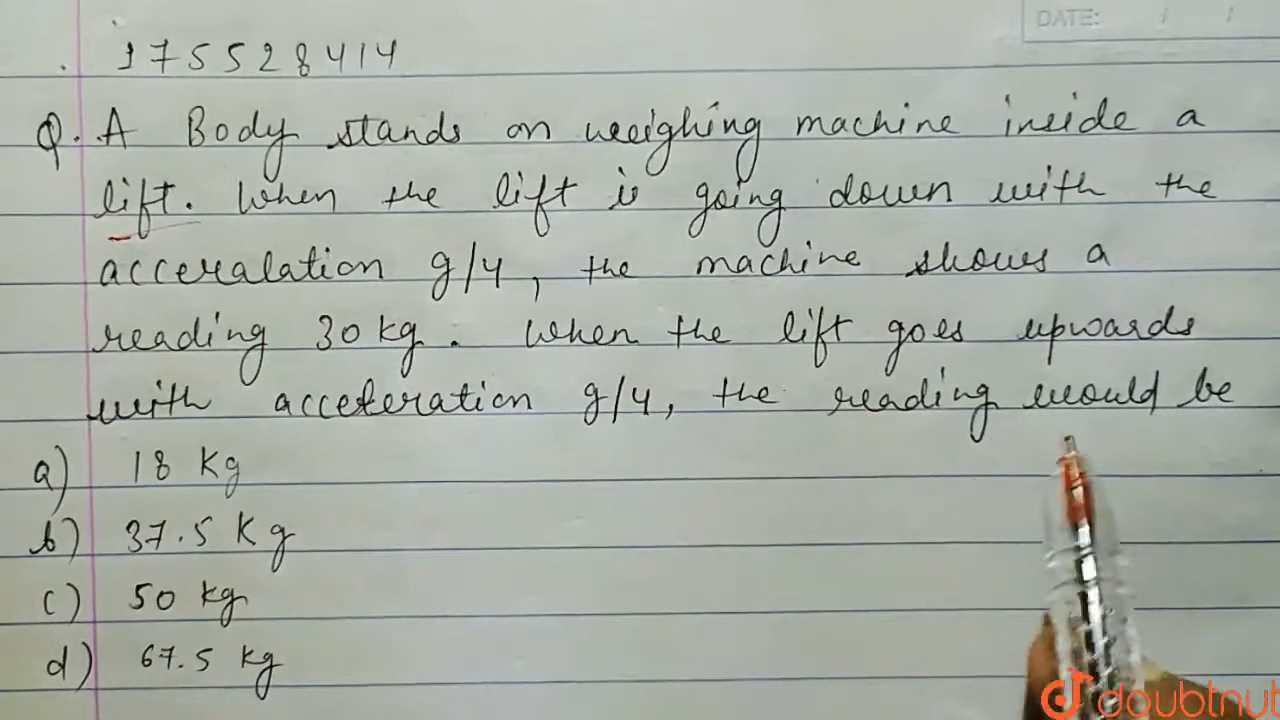 DATE: / /
175528414
Q. A Body stands on weighing machine inside a
lift. When the lift is going down with the
acceralation g/4, the machine shows a
reading 30 kg. When the lift goes upwards
with acceleration g/4, the reading would be
a) 18 Kg
b) 37.5 Kg
c) 50 kg
d) 67.5 kg
doubtnut